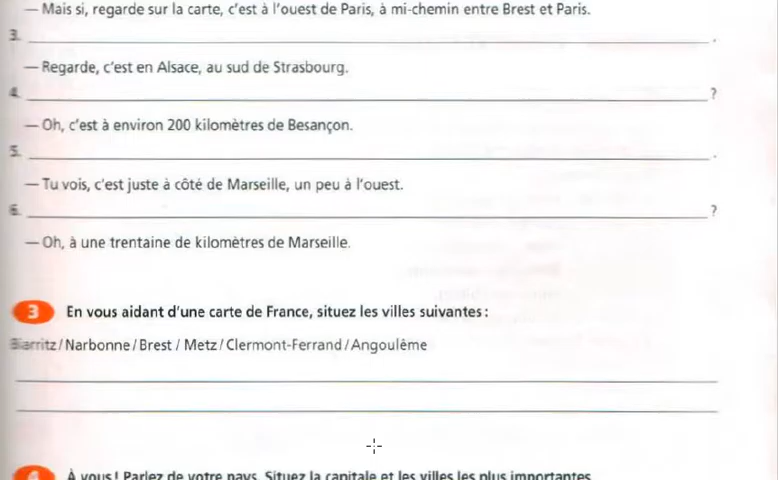 — Mais si, regarde sur la carte, c'est à l'ouest de Paris, à mi-chemin entre Brest et Paris.
3. .
— Regarde, c'est en Alsace, au sud de Strasbourg.
4. ?
— Oh, c'est à environ 200 kilomètres de Besançon.
5. .
— Tu vois, c'est juste à côté de Marseille, un peu à l'ouest.
6. ?
— Oh, à une trentaine de kilomètres de Marseille.
3 En vous aidant d'une carte de France, situez les villes suivantes :
Biarritz / Narbonne / Brest / Metz / Clermont-Ferrand / Angoulême
4 À vous ! Parlez de votre pays. Situez la capitale et les villes les plus importantes